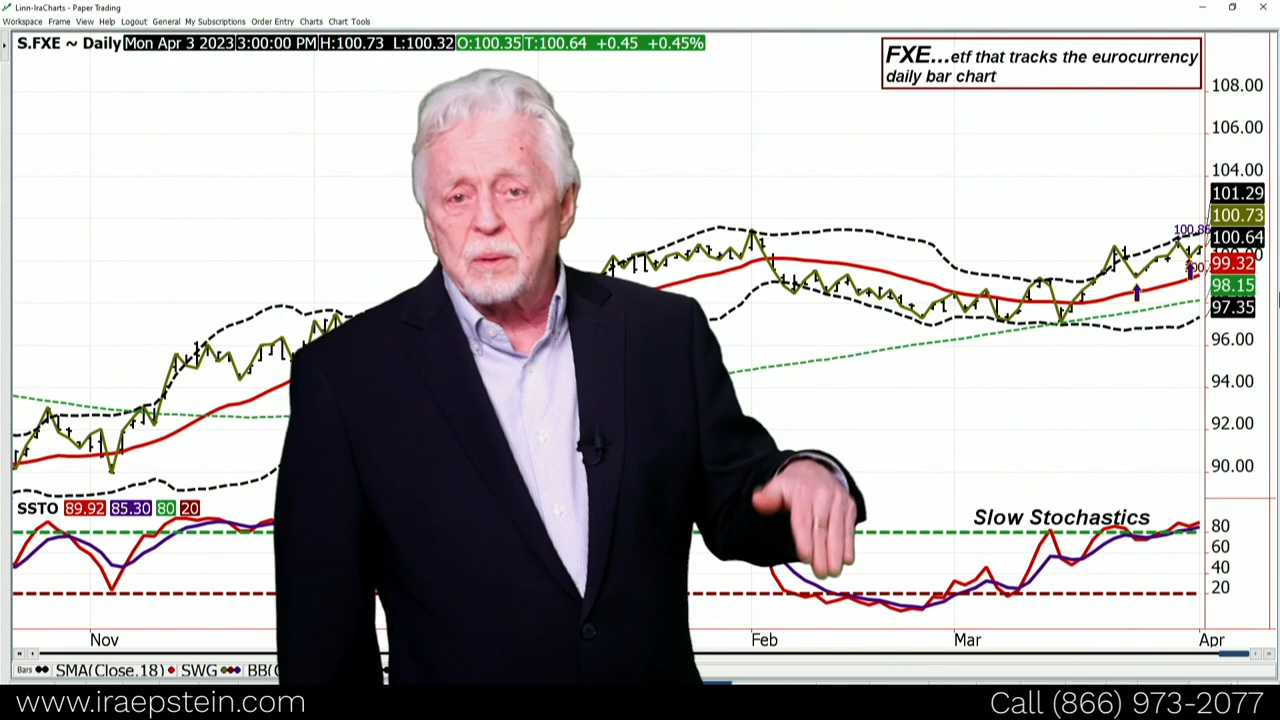 Linn-IraCharts - Paper Trading
Workspace Frame View Help Logout General My Subscriptions Order Entry Charts Chart Tools
S.FXE ~ Daily Mon Apr 3 2023 3:00:00 PM H:100.73 L:100.32 O:100.35 T:100.64 +0.45 +0.45%
FXE...etf that tracks the eurocurrency
daily bar chart
108.00
106.00
104.00
101.29
100.73
100.86
100.64
99.32
98.15
97.35
96.00
94.00
92.00
90.00
SSTO 89.92 85.30 80 20
Slow Stochastics
80
60
40
20
Nov Feb Mar Apr
Bars SMA(Close,18) SWG
www.iraepstein.com Call (866) 973-2077